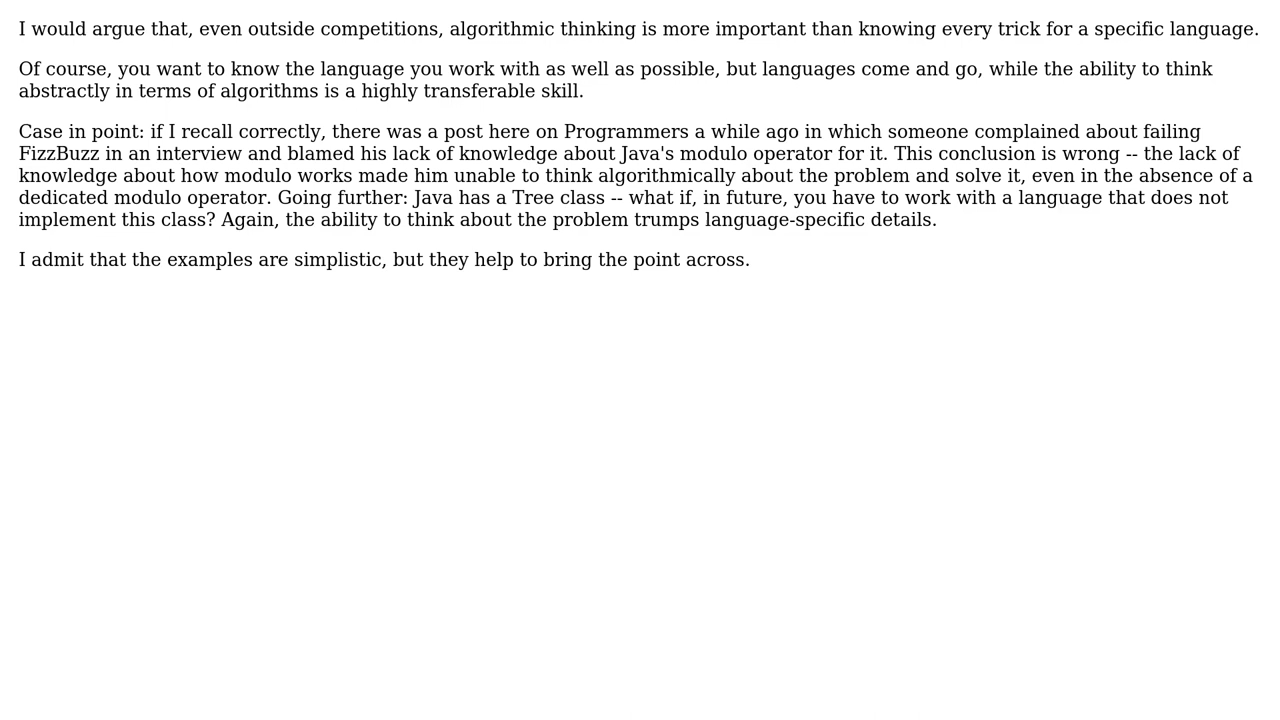 I would argue that, even outside competitions, algorithmic thinking is more important than knowing every trick for a specific language.
Of course, you want to know the language you work with as well as possible, but languages come and go, while the ability to think
abstractly in terms of algorithms is a highly transferable skill.
Case in point: if I recall correctly, there was a post here on Programmers a while ago in which someone complained about failing
FizzBuzz in an interview and blamed his lack of knowledge about Java's modulo operator for it. This conclusion is wrong -- the lack of
knowledge about how modulo works made him unable to think algorithmically about the problem and solve it, even in the absence of a
dedicated modulo operator. Going further: Java has a Tree class -- what if, in future, you have to work with a language that does not
implement this class? Again, the ability to think about the problem trumps language-specific details.
I admit that the examples are simplistic, but they help to bring the point across.